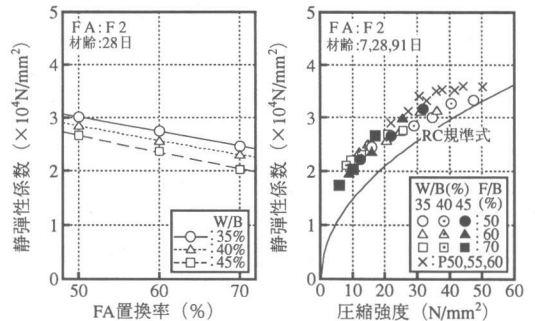 FA:F2
材齢:28日
静弾性係数 (×10⁴N/mm²)
5
4
3
2
1
0
W/B
:35%
:40%
:45%
50 60 70
FA置換率 (%)
FA:F2
材齢:7,28,91日
静弾性係数 (×10⁴N/mm²)
5
4
3
2
1
0
RC規準式
W/B(%) F/B
35 40 45 (%)
:50
:60
:70
×:P50,55,60
0 10 20 30 40 50 60
圧縮強度 (N/mm²)